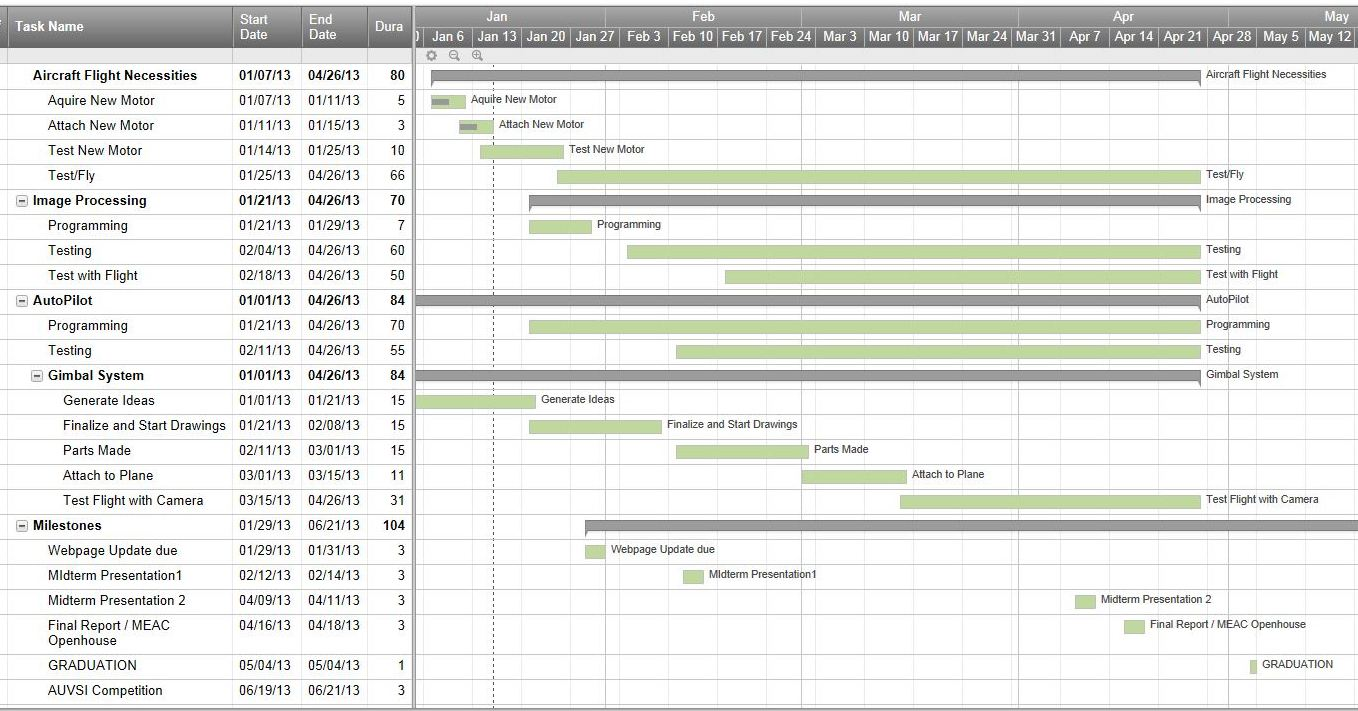 Task Name Start Date End Date Dura
Jan Feb Mar Apr May
Jan 6 Jan 13 Jan 20 Jan 27 Feb 3 Feb 10 Feb 17 Feb 24 Mar 3 Mar 10 Mar 17 Mar 24 Mar 31 Apr 7 Apr 14 Apr 21 Apr 28 May 5 May 12
Aircraft Flight Necessities 01/07/13 04/26/13 80 Aircraft Flight Necessities
Aquire New Motor 01/07/13 01/11/13 5 Aquire New Motor
Attach New Motor 01/11/13 01/15/13 3 Attach New Motor
Test New Motor 01/14/13 01/25/13 10 Test New Motor
Test/Fly 01/25/13 04/26/13 66 Test/Fly
Image Processing 01/21/13 04/26/13 70 Image Processing
Programming 01/21/13 01/29/13 7 Programming
Testing 02/04/13 04/26/13 60 Testing
Test with Flight 02/18/13 04/26/13 50 Test with Flight
AutoPilot 01/01/13 04/26/13 84 AutoPilot
Programming 01/21/13 04/26/13 70 Programming
Testing 02/11/13 04/26/13 55 Testing
Gimbal System 01/01/13 04/26/13 84 Gimbal System
Generate Ideas 01/01/13 01/21/13 15 Generate Ideas
Finalize and Start Drawings 01/21/13 02/08/13 15 Finalize and Start Drawings
Parts Made 02/11/13 03/01/13 15 Parts Made
Attach to Plane 03/01/13 03/15/13 11 Attach to Plane
Test Flight with Camera 03/15/13 04/26/13 31 Test Flight with Camera
Milestones 01/29/13 06/21/13 104
Webpage Update due 01/29/13 01/31/13 3 Webpage Update due
MIdterm Presentation1 02/12/13 02/14/13 3 MIdterm Presentation1
Midterm Presentation 2 04/09/13 04/11/13 3 Midterm Presentation 2
Final Report / MEAC Openhouse 04/16/13 04/18/13 3 Final Report / MEAC Openhouse
GRADUATION 05/04/13 05/04/13 1 GRADUATION
AUVSI Competition 06/19/13 06/21/13 3